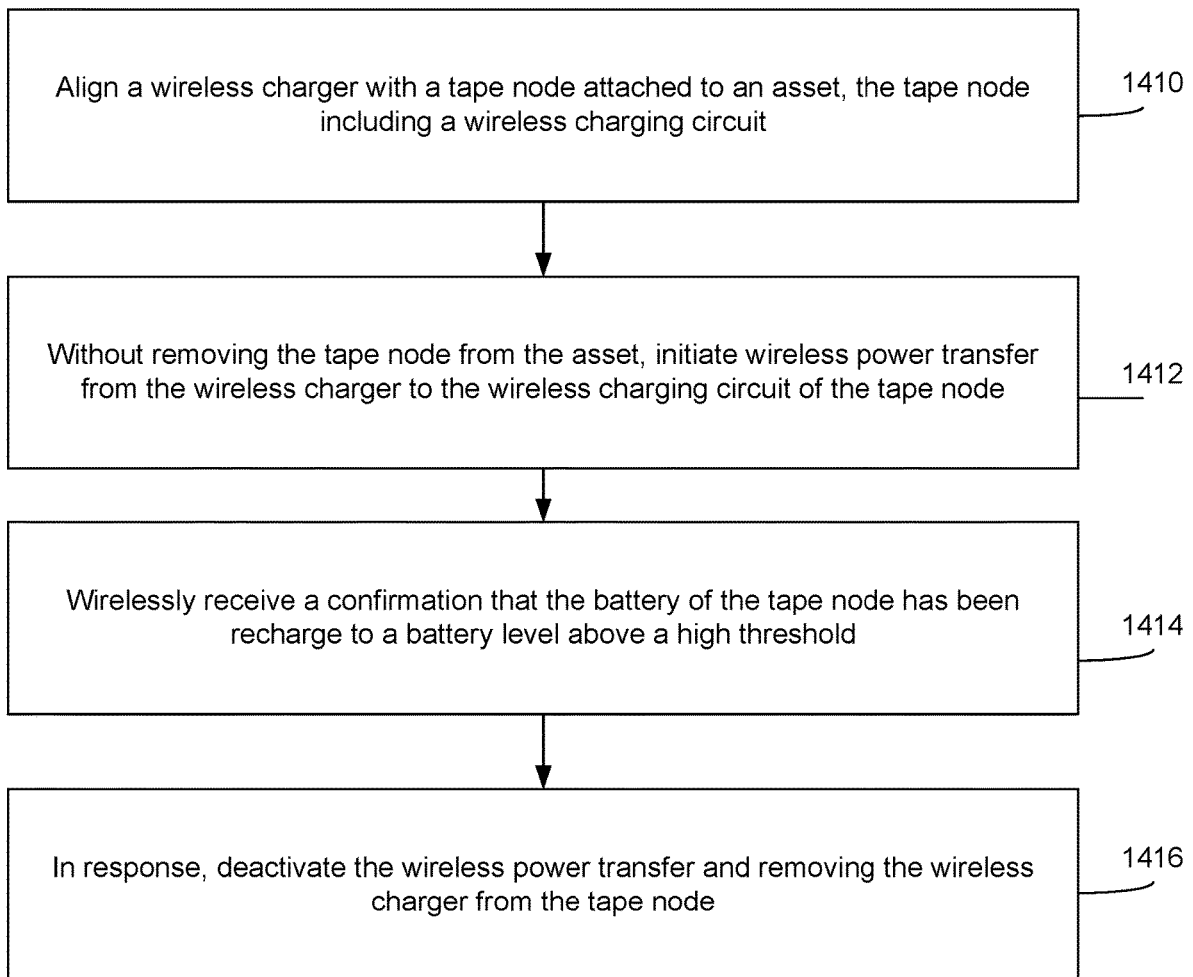 Align a wireless charger with a tape node attached to an asset, the tape node
including a wireless charging circuit
1410
Without removing the tape node from the asset, initiate wireless power transfer
from the wireless charger to the wireless charging circuit of the tape node
1412
Wirelessly receive a confirmation that the battery of the tape node has been
recharge to a battery level above a high threshold
1414
In response, deactivate the wireless power transfer and removing the wireless
charger from the tape node
1416